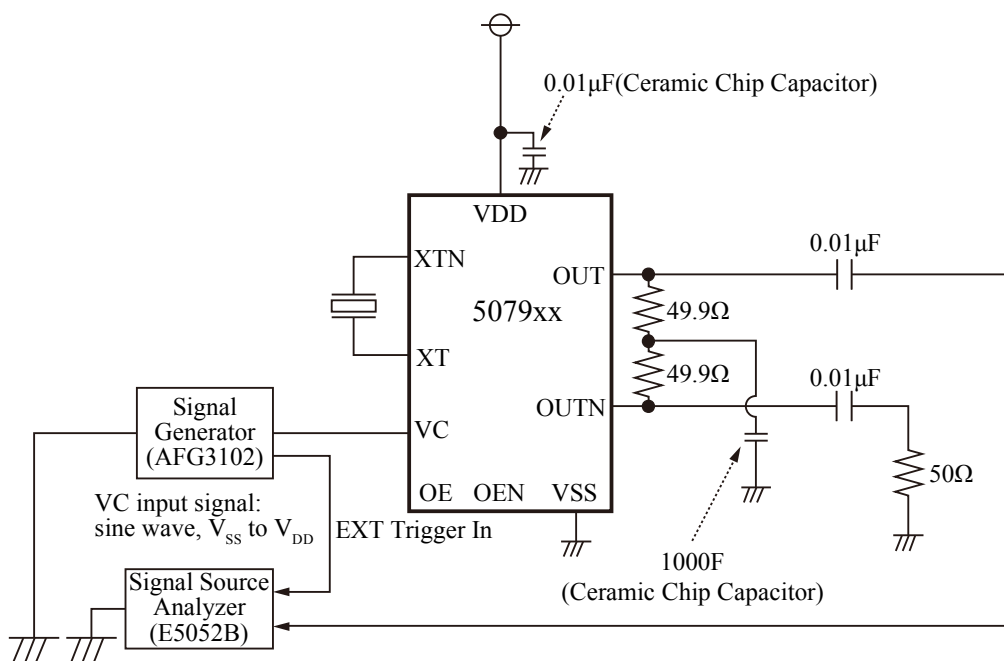 0.01μF(Ceramic Chip Capacitor)
VDD
XTN
0.01μF
OUT
5079xx
49.9Ω
XT
49.9Ω
0.01μF
OUTN
Signal
Generator
(AFG3102)
VC
50Ω
OE OEN VSS
VC input signal:
sine wave, VSS to VDD
EXT Trigger In
1000F
(Ceramic Chip Capacitor)
Signal Source
Analyzer
(E5052B)